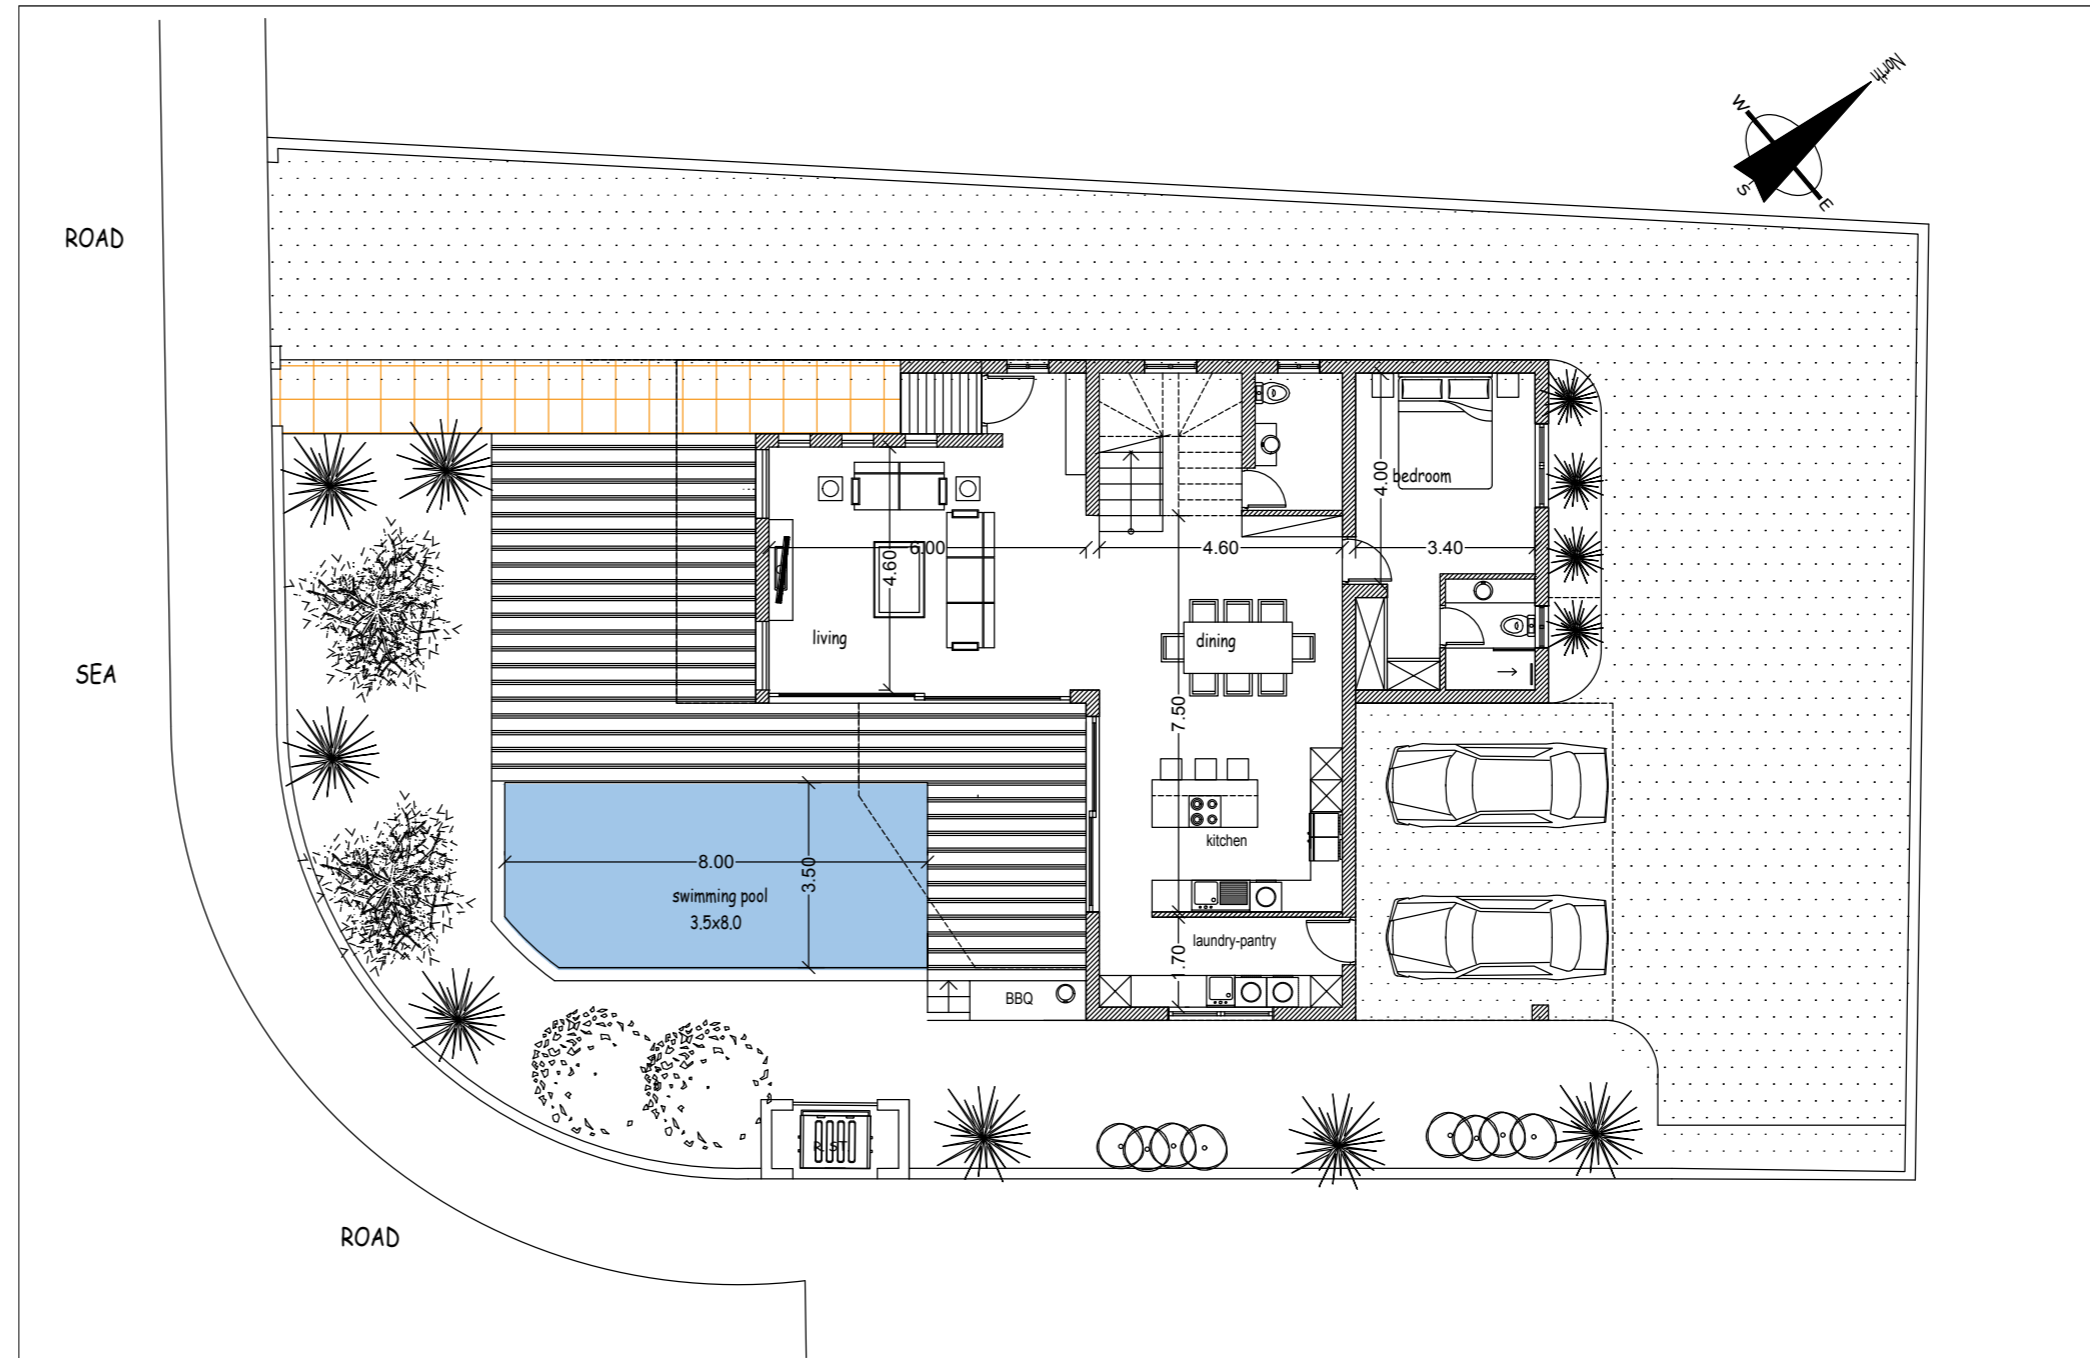 North
W
S
E
ROAD
4.00
bedroom
6.00
4.60
3.40
4.60
living
dining
SEA
7.50
kitchen
8.00
3.50
swimming pool
3.5x8.0
laundry-pantry
1.70
BBQ
R.ST
ROAD